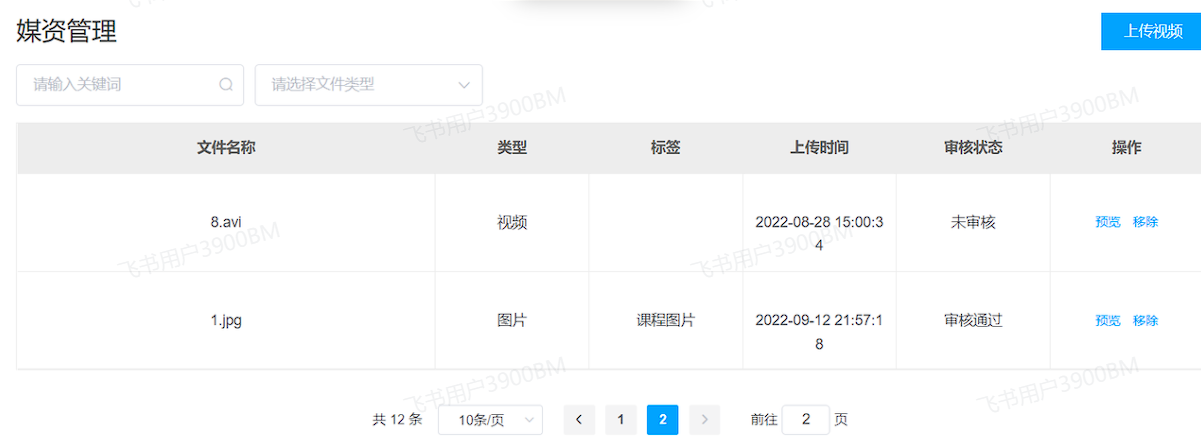 媒资管理
上传视频
请输入关键词
请选择文件类型
文件名称 类型 标签 上传时间 审核状态 操作
8.avi 视频 2022-08-28 15:00:3 未审核 预览 移除
4
1.jpg 图片 课程图片 2022-09-12 21:57:1 审核通过 预览 移除
8
共 12 条 10条/页 1 2 前往 2 页
飞书用户3900BM
飞书用户3900BM
飞书用户3900BM
飞书用户3900BM
飞书用户3900BM
飞书用户3900BM